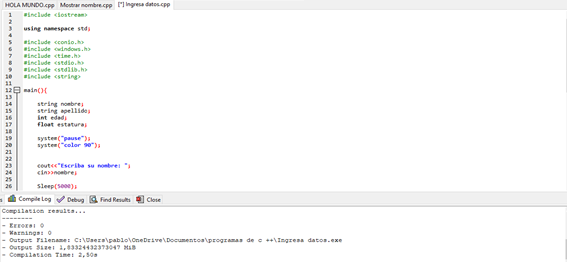 HOLA MUNDO.cpp Mostrar nombre.cpp [*] Ingresa datos.cpp
1 #include <iostream>
2
3 using namespace std;
4
5 #include <conio.h>
6 #include <windows.h>
7 #include <time.h>
8 #include <stdio.h>
9 #include <stdlib.h>
10 #include <string>
11
12 main(){
13
14 string nombre;
15 string apellido;
16 int edad;
17 float estatura;
18
19 system("pause");
20 system("color 90");
21
22
23 cout<<"Escriba su nombre: ";
24 cin>>nombre;
25
26 Sleep(5000);
s Compile Log Debug Find Results Close
Compilation results...
--------
- Errors: 0
- Warnings: 0
- Output Filename: C:\Users\pablo\OneDrive\Documentos\programas de c ++\Ingresa datos.exe
- Output Size: 1,83324432373047 MiB
- Compilation Time: 2,50s